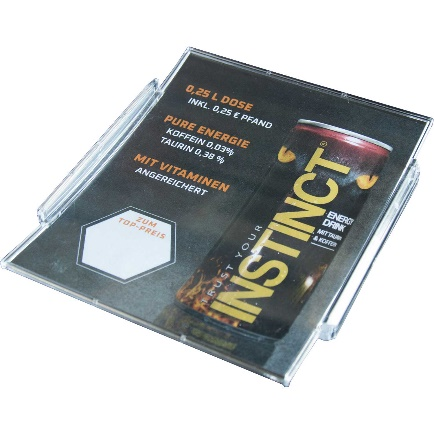 0,25 L DOSE
INKL. 0,25 € PFAND
PURE ENERGIE
KOFFEIN 0,03%
TAURIN 0,38 %
MIT VITAMINEN
ANGEREICHERT
ZUM
TOP-PREIS
TRUST YOUR
INSTINCT®
ENERGY
DRINK
MIT TAURIN
& KOFFEIN